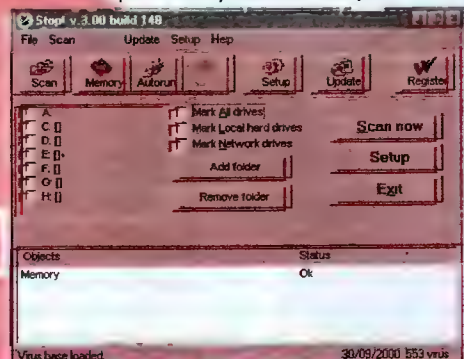 Stop! v.3.00 build 148
File Scan Update Setup Help
Scan Memory Autorun Setup Update Register
A:
C: []
D: []
E: []
F: []
G: []
H: []
Mark All drives
Mark Local hard drives
Mark Network drives
Add folder
Remove folder
Scan now
Setup
Exit
Objects Status
Memory Ok
Virus base loaded 30/09/2000 553 virus